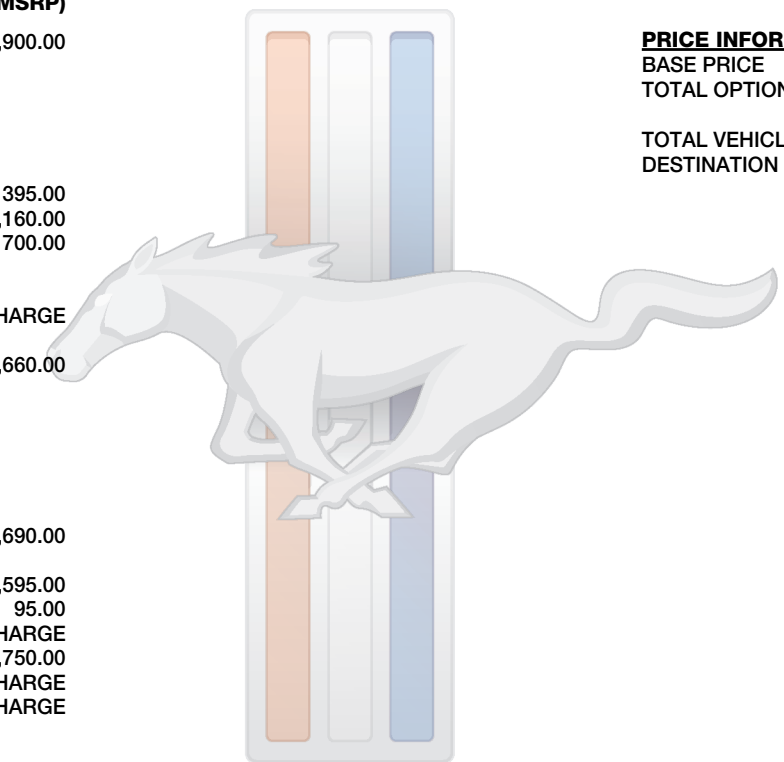 MSRP)
,900.00
395.00
,160.00
700.00
HARGE
,660.00
,690.00
,595.00
95.00
HARGE
,750.00
HARGE
HARGE
PRICE INFOR
BASE PRICE
TOTAL OPTION
TOTAL VEHICL
DESTINATION